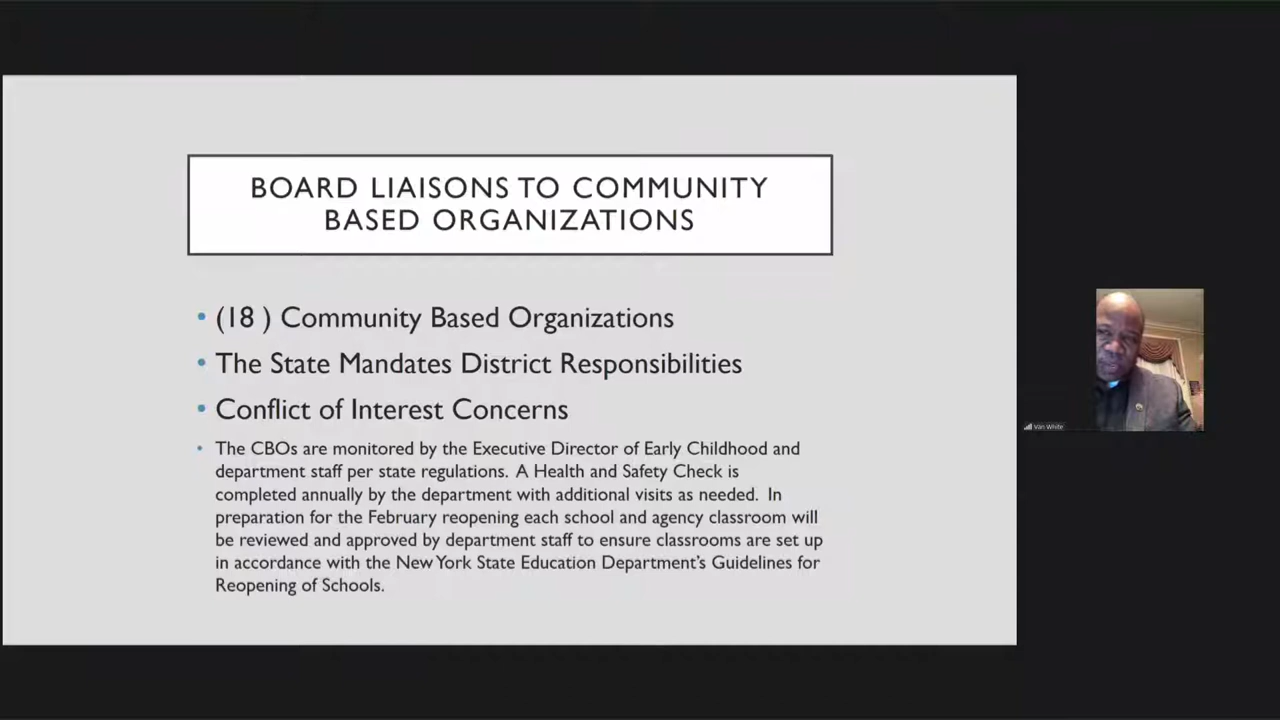 BOARD LIAISONS TO COMMUNITY
BASED ORGANIZATIONS
• (18 ) Community Based Organizations
• The State Mandates District Responsibilities
• Conflict of Interest Concerns
• The CBOs are monitored by the Executive Director of Early Childhood and
department staff per state regulations.  A Health and Safety Check is
completed annually by the department with additional visits as needed.  In
preparation for the February reopening each school and agency classroom will
be reviewed and approved by department staff to ensure classrooms are set up
in accordance with the New York State Education Department’s Guidelines for
Reopening of Schools.
Van White